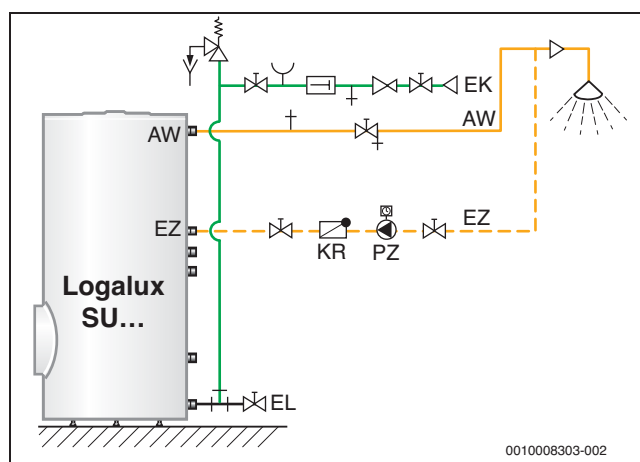 EK
AW
AW
EZ
EZ
KR
PZ
Logalux
SU...
EL
0010008303-002